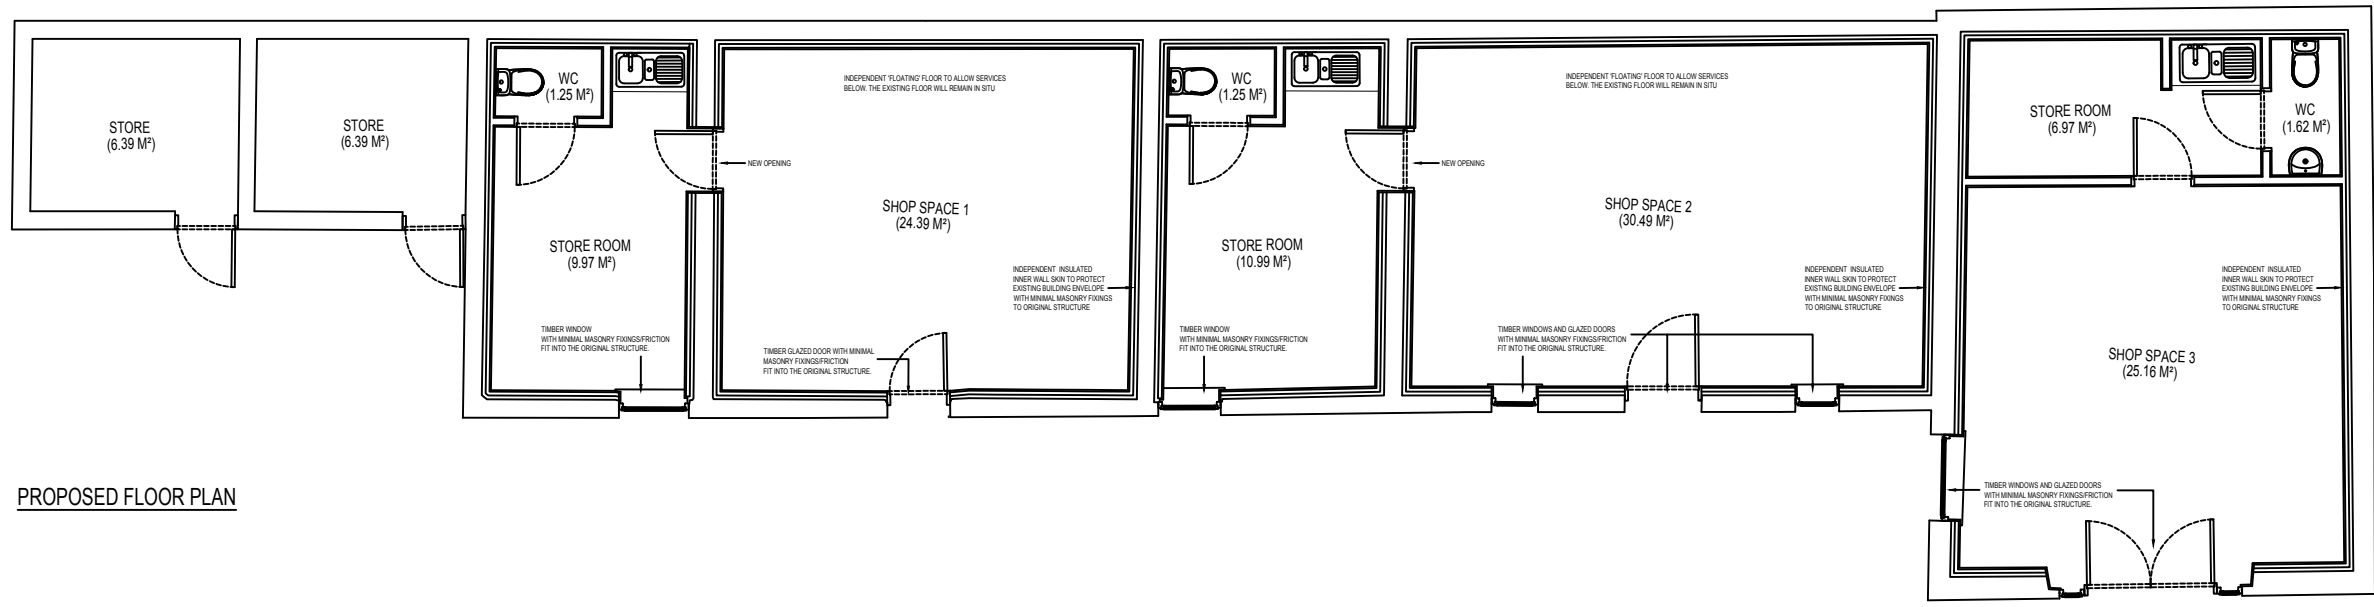 STORE
(6.39 M²)
STORE
(6.39 M²)
WC
(1.25 M²)
STORE ROOM
(9.97 M²)
TIMBER WINDOW
WITH MINIMAL MASONRY FIXINGS/FRICTION
FIT INTO THE ORIGINAL STRUCTURE.
INDEPENDENT 'FLOATING' FLOOR TO ALLOW SERVICES
BELOW. THE EXISTING FLOOR WILL REMAIN IN SITU
NEW OPENING
SHOP SPACE 1
(24.39 M²)
INDEPENDENT INSULATED
INNER WALL SKIN TO PROTECT
EXISTING BUILDING ENVELOPE
WITH MINIMAL MASONRY FIXINGS
TO ORIGINAL STRUCTURE
TIMBER GLAZED DOOR WITH MINIMAL
MASONRY FIXINGS/FRICTION
FIT INTO THE ORIGINAL STRUCTURE.
WC
(1.25 M²)
STORE ROOM
(10.99 M²)
TIMBER WINDOW
WITH MINIMAL MASONRY FIXINGS/FRICTION
FIT INTO THE ORIGINAL STRUCTURE.
INDEPENDENT 'FLOATING' FLOOR TO ALLOW SERVICES
BELOW. THE EXISTING FLOOR WILL REMAIN IN SITU
NEW OPENING
SHOP SPACE 2
(30.49 M²)
INDEPENDENT INSULATED
INNER WALL SKIN TO PROTECT
EXISTING BUILDING ENVELOPE
WITH MINIMAL MASONRY FIXINGS
TO ORIGINAL STRUCTURE
TIMBER WINDOWS AND GLAZED DOORS
WITH MINIMAL MASONRY FIXINGS/FRICTION
FIT INTO THE ORIGINAL STRUCTURE.
STORE ROOM
(6.97 M²)
WC
(1.62 M²)
INDEPENDENT INSULATED
INNER WALL SKIN TO PROTECT
EXISTING BUILDING ENVELOPE
WITH MINIMAL MASONRY FIXINGS
TO ORIGINAL STRUCTURE
SHOP SPACE 3
(25.16 M²)
TIMBER WINDOWS AND GLAZED DOORS
WITH MINIMAL MASONRY FIXINGS/FRICTION
FIT INTO THE ORIGINAL STRUCTURE.
PROPOSED FLOOR PLAN